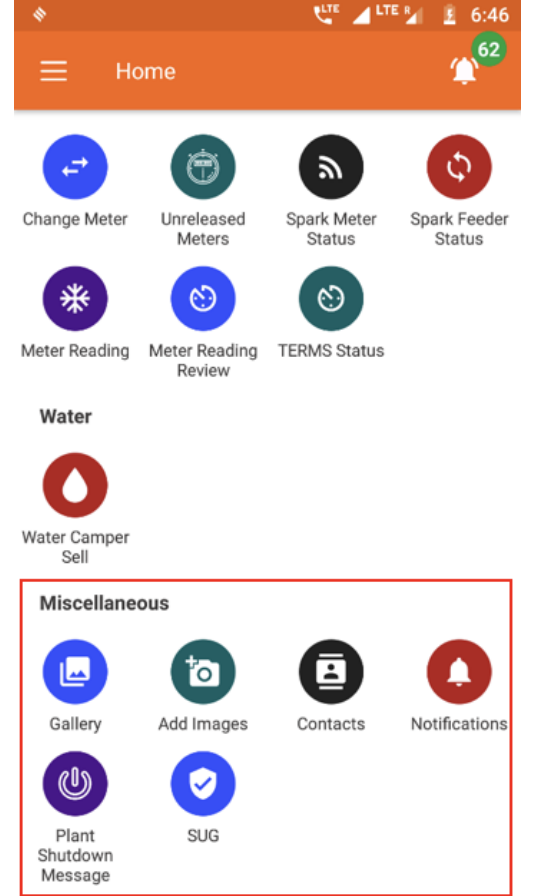 LTE LTE R 6:46
Home 62
Change Meter Unreleased Meters Spark Meter Status Spark Feeder Status
Meter Reading Meter Reading Review TERMS Status
Water
Water Camper Sell
Miscellaneous
Gallery Add Images Contacts Notifications
Plant Shutdown Message SUG